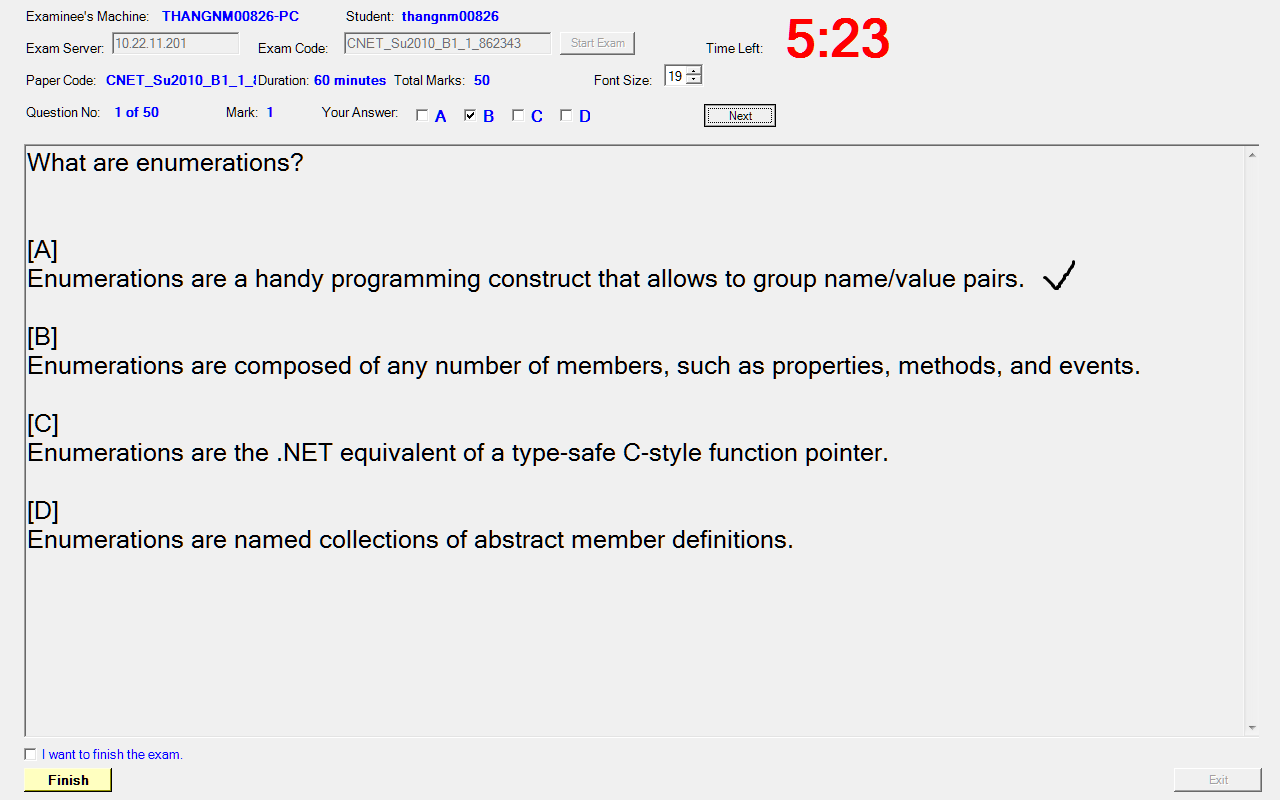 Examinee's Machine: THANGNM00826-PC Student: thangnm00826
Exam Server: 10.22.11.201 Exam Code: CNET_Su2010_B1_1_862343 Start Exam Time Left: 5:23
Paper Code: CNET_Su2010_B1_1_ Duration: 60 minutes Total Marks: 50 Font Size: 19
Question No: 1 of 50 Mark: 1 Your Answer: A B C D Next
What are enumerations?
[A]
Enumerations are a handy programming construct that allows to group name/value pairs.
[B]
Enumerations are composed of any number of members, such as properties, methods, and events.
[C]
Enumerations are the .NET equivalent of a type-safe C-style function pointer.
[D]
Enumerations are named collections of abstract member definitions.
I want to finish the exam.
Finish Exit